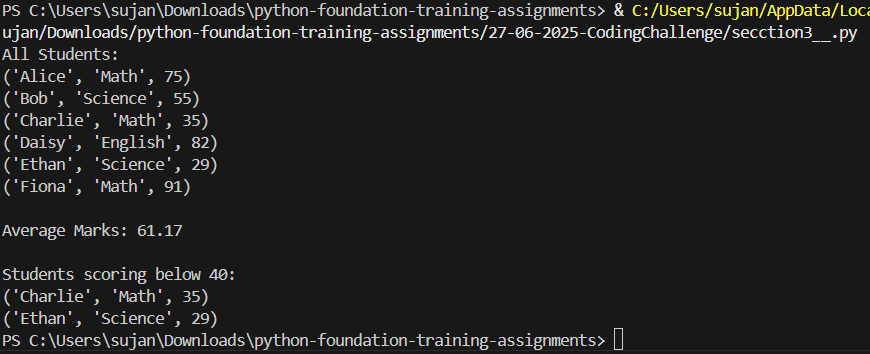 PS C:\Users\sujan\Downloads\python-foundation-training-assignments> & C:/Users/sujan/AppData/Loca
ujan/Downloads/python-foundation-training-assignments/27-06-2025-CodingChallenge/secction3__.py
All Students:
('Alice', 'Math', 75)
('Bob', 'Science', 55)
('Charlie', 'Math', 35)
('Daisy', 'English', 82)
('Ethan', 'Science', 29)
('Fiona', 'Math', 91)
Average Marks: 61.17
Students scoring below 40:
('Charlie', 'Math', 35)
('Ethan', 'Science', 29)
PS C:\Users\sujan\Downloads\python-foundation-training-assignments>